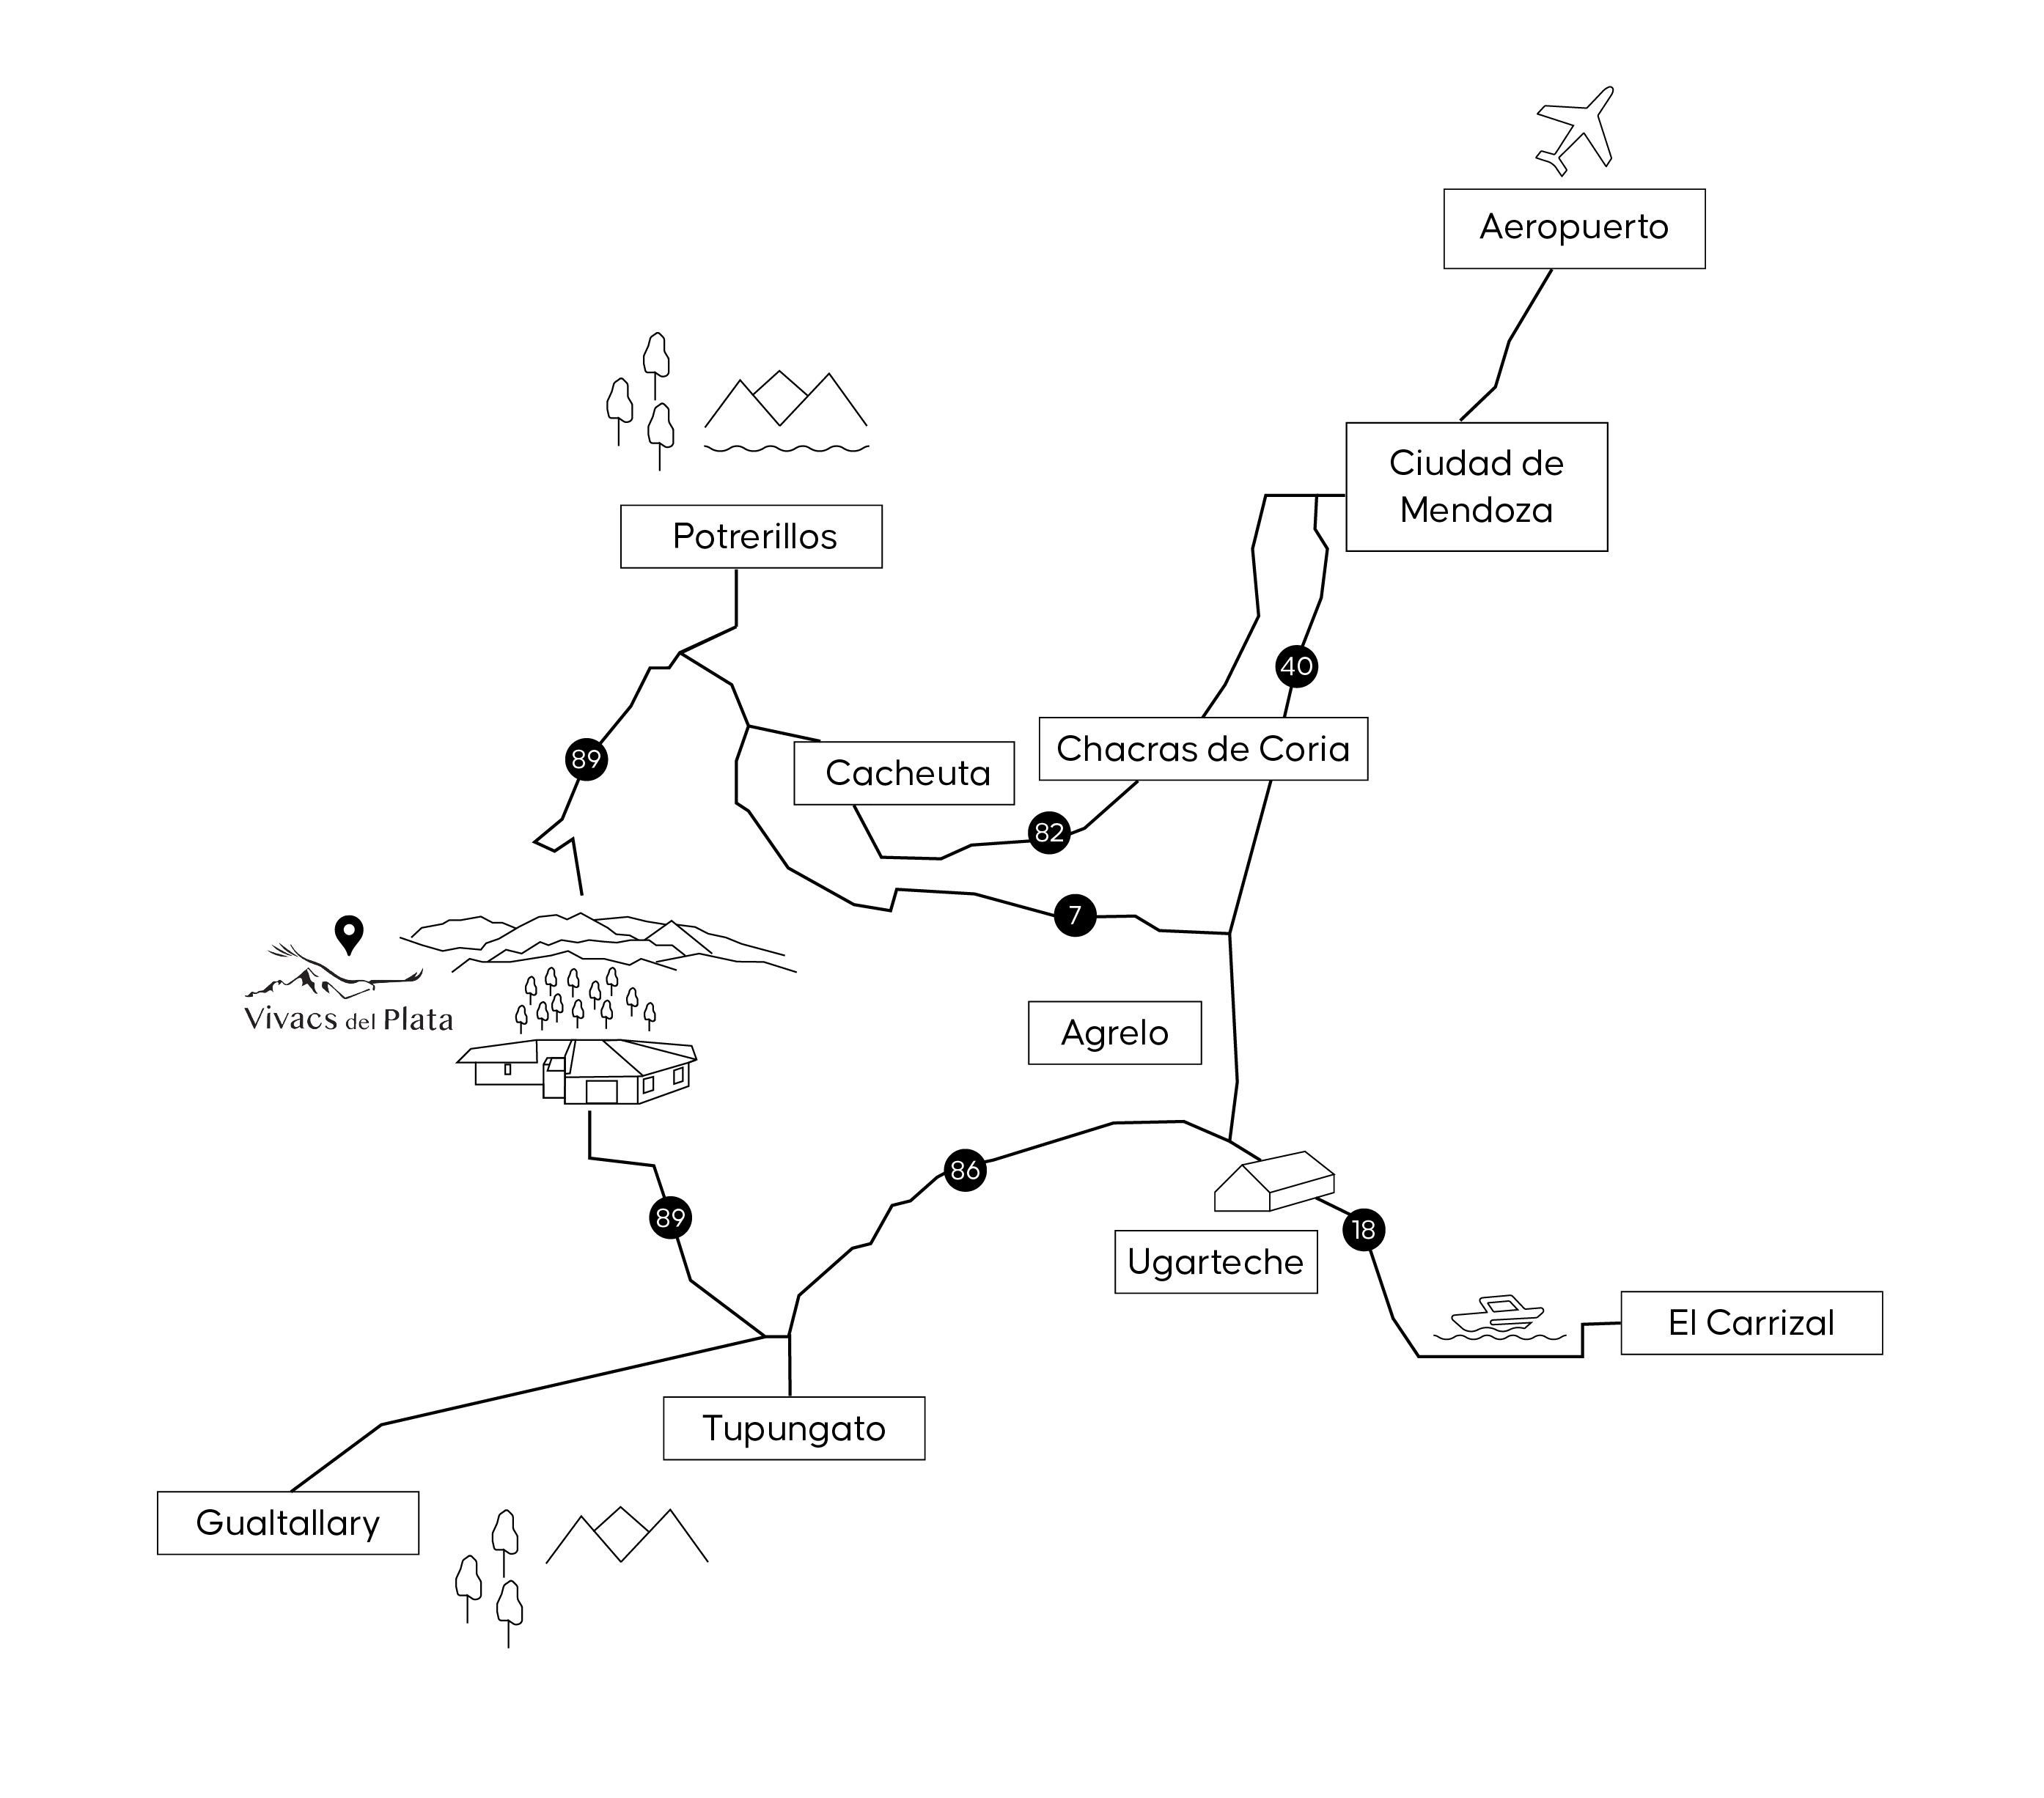 Aeropuerto
Ciudad de
Mendoza
Potrerillos
40
Chacras de Coria
89
Cacheuta
82
7
Vivacs del Plata
Agrelo
86
89
18
Ugarteche
El Carrizal
Tupungato
Gualtallary